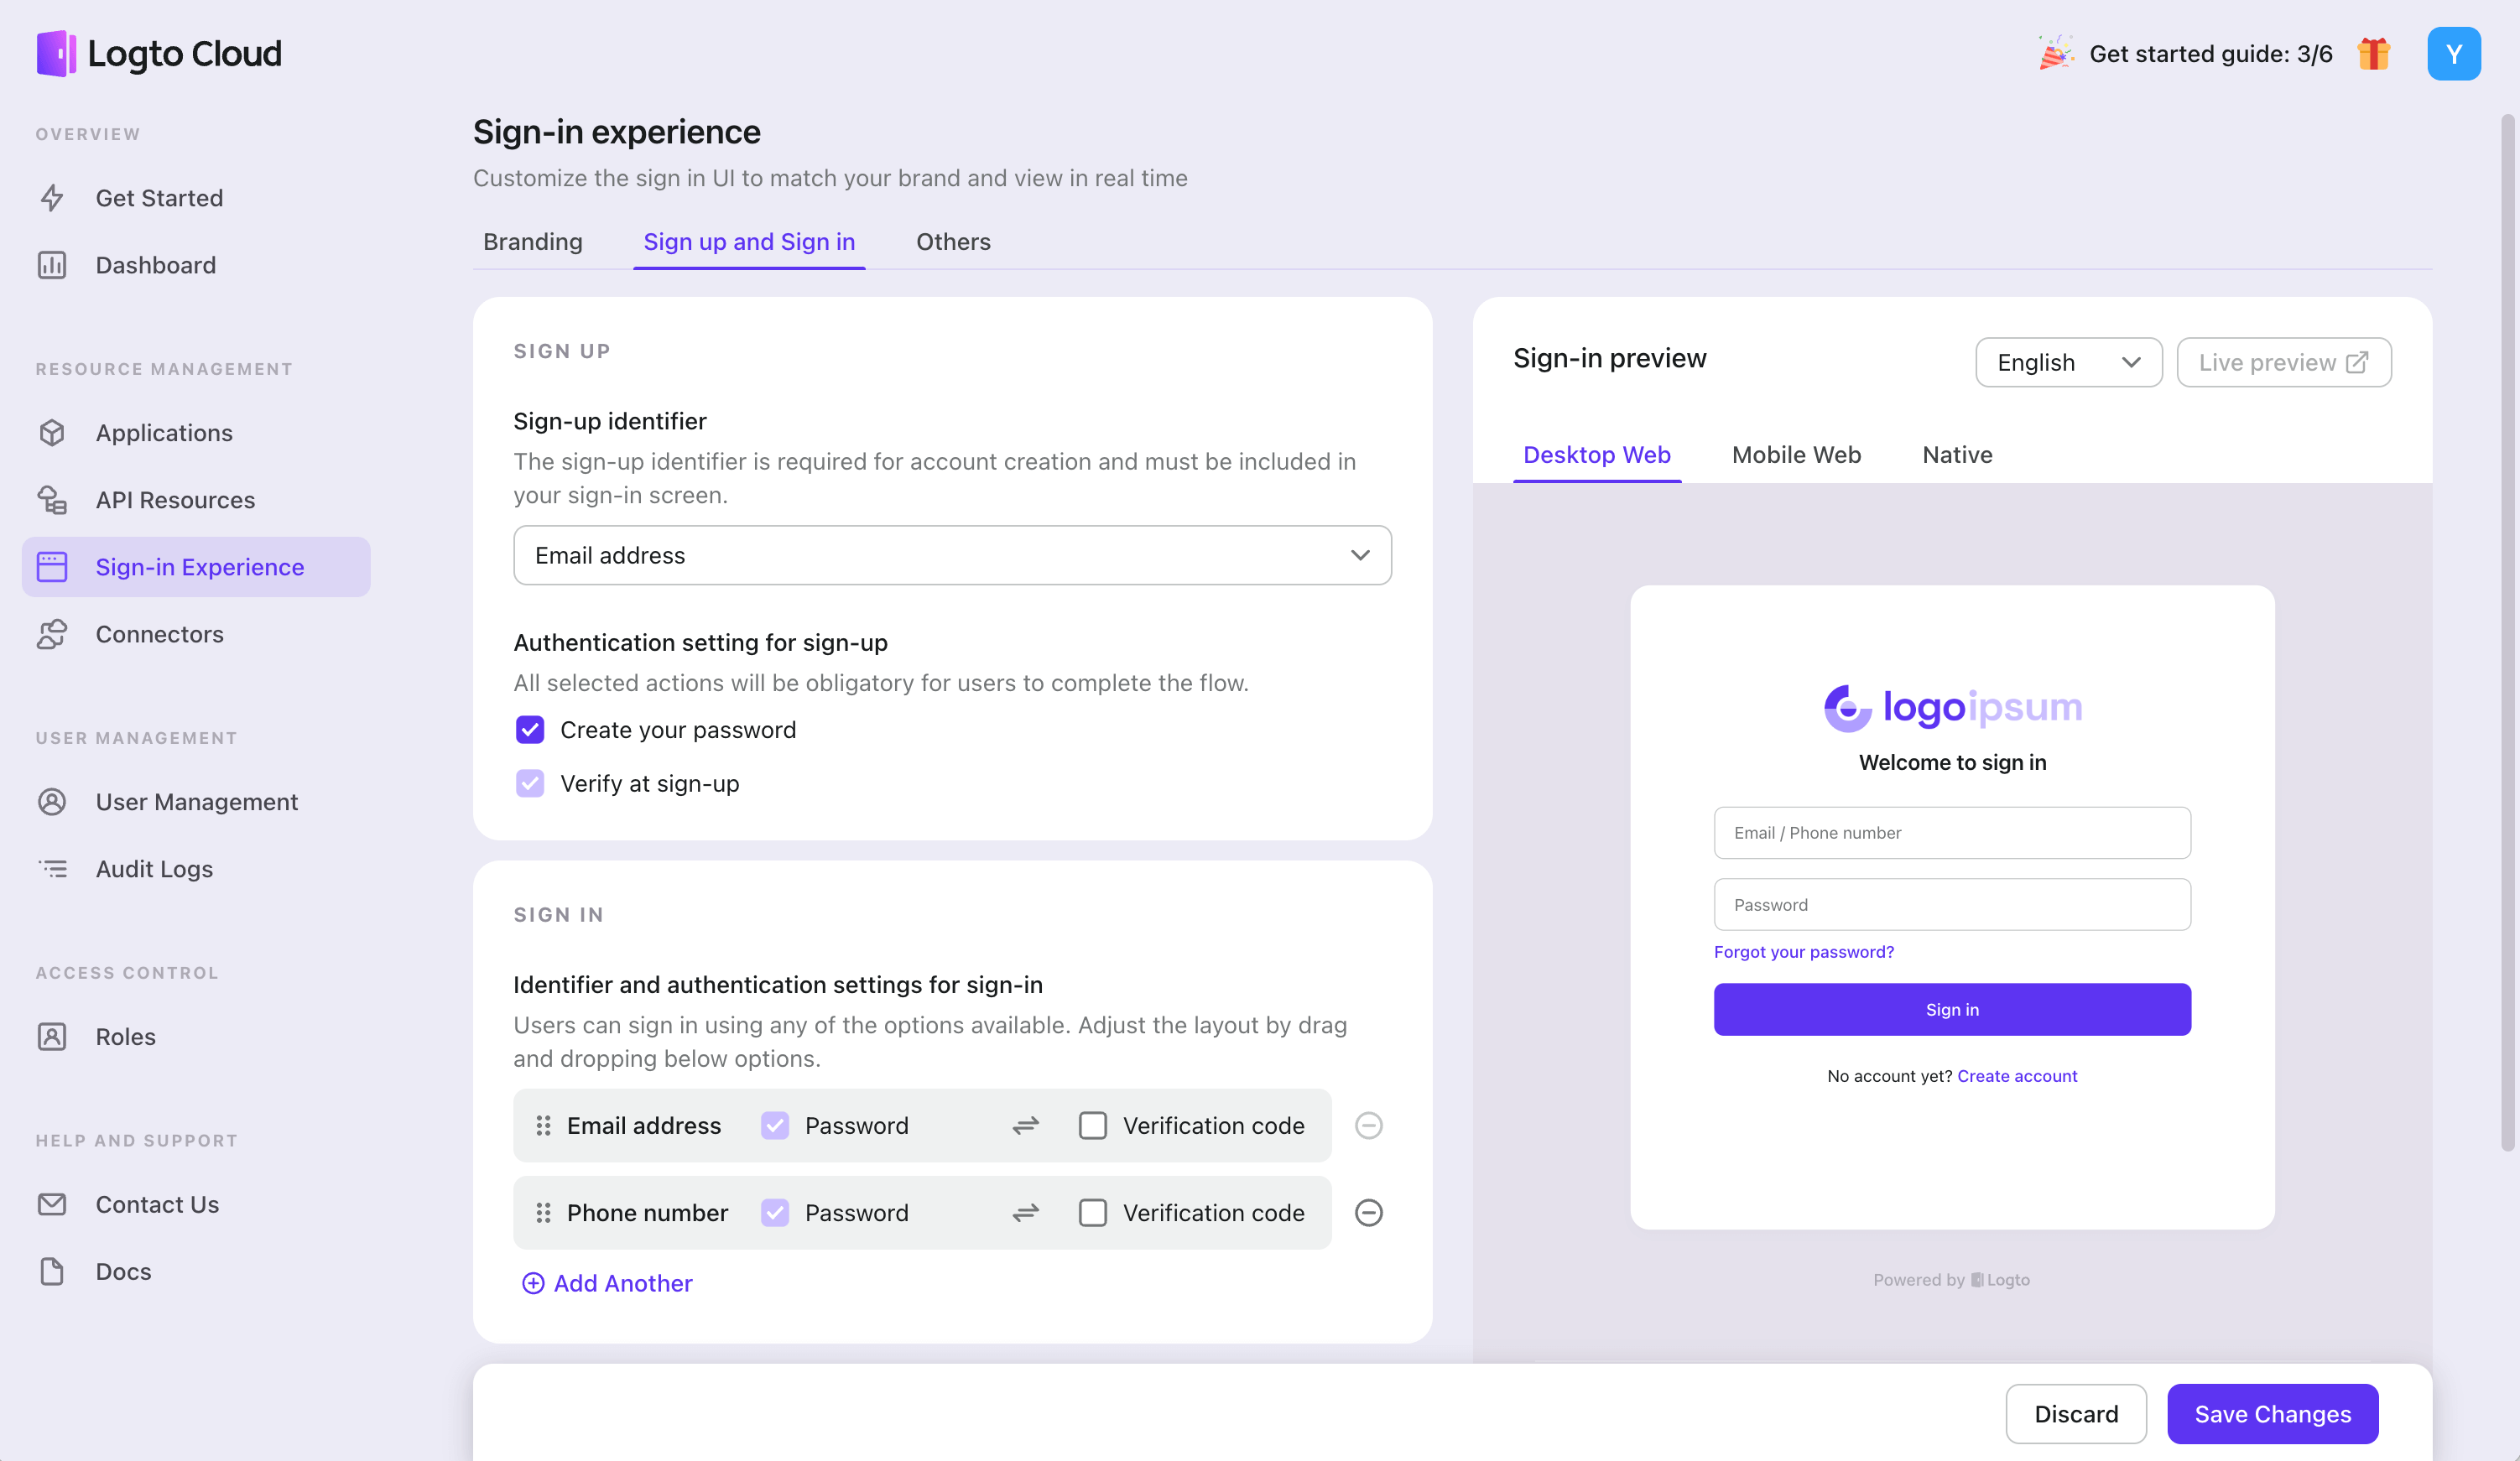 Logto Cloud
Get started guide: 3/6
Y
OVERVIEW
Get Started
Dashboard
RESOURCE MANAGEMENT
Applications
API Resources
Sign-in Experience
Connectors
USER MANAGEMENT
User Management
Audit Logs
ACCESS CONTROL
Roles
HELP AND SUPPORT
Contact Us
Docs
Sign-in experience
Customize the sign in UI to match your brand and view in real time
Branding
Sign up and Sign in
Others
SIGN UP
Sign-up identifier
The sign-up identifier is required for account creation and must be included in
your sign-in screen.
Email address
Authentication setting for sign-up
All selected actions will be obligatory for users to complete the flow.
Create your password
Verify at sign-up
SIGN IN
Identifier and authentication settings for sign-in
Users can sign in using any of the options available. Adjust the layout by drag
and dropping below options.
Email address Password Verification code
Phone number Password Verification code
Add Another
Sign-in preview
English
Live preview
Desktop Web
Mobile Web
Native
logoipsum
Welcome to sign in
Email / Phone number
Password
Forgot your password?
Sign in
No account yet? Create account
Powered by Logto
Discard
Save Changes